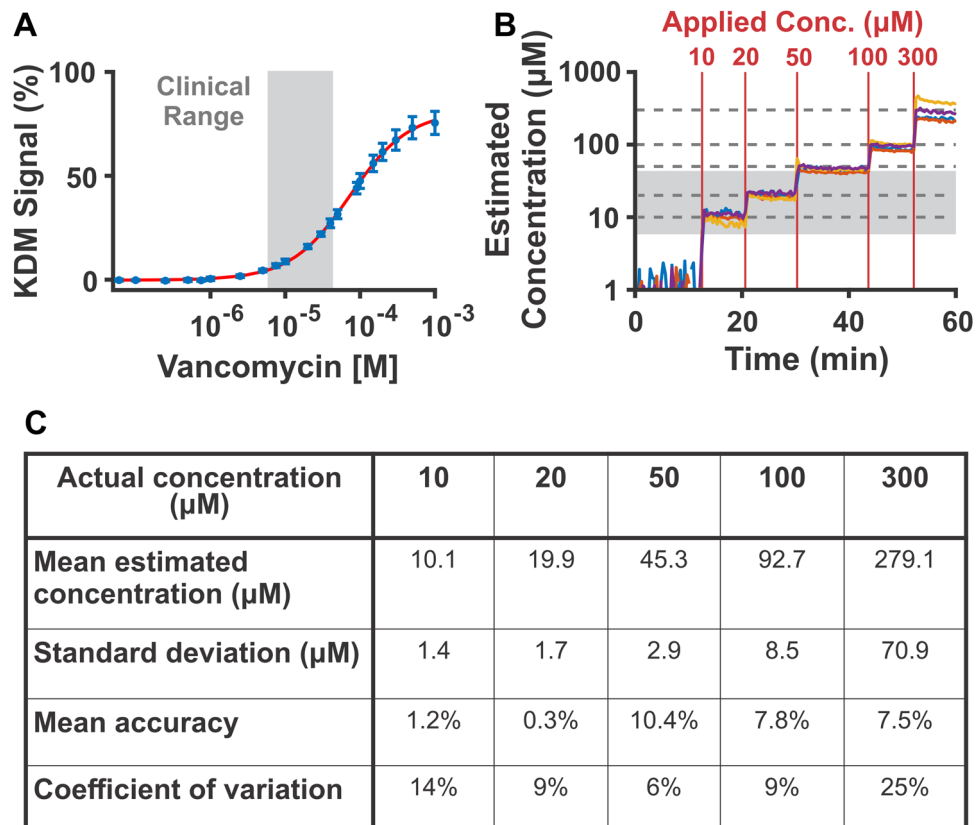 A
Clinical
Range
KDM Signal (%)
100
50
0
10⁻⁶ 10⁻⁵ 10⁻⁴ 10⁻³
Vancomycin [M]
B
Applied Conc. (µM)
10 20 50 100 300
Estimated
Concentration (µM)
1000
100
10
1
0 20 40 60
Time (min)
C
Actual concentration 10 20 50 100 300
(µM)
Mean estimated 10.1 19.9 45.3 92.7 279.1
concentration (µM)
Standard deviation (µM) 1.4 1.7 2.9 8.5 70.9
Mean accuracy 1.2% 0.3% 10.4% 7.8% 7.5%
Coefficient of variation 14% 9% 6% 9% 25%